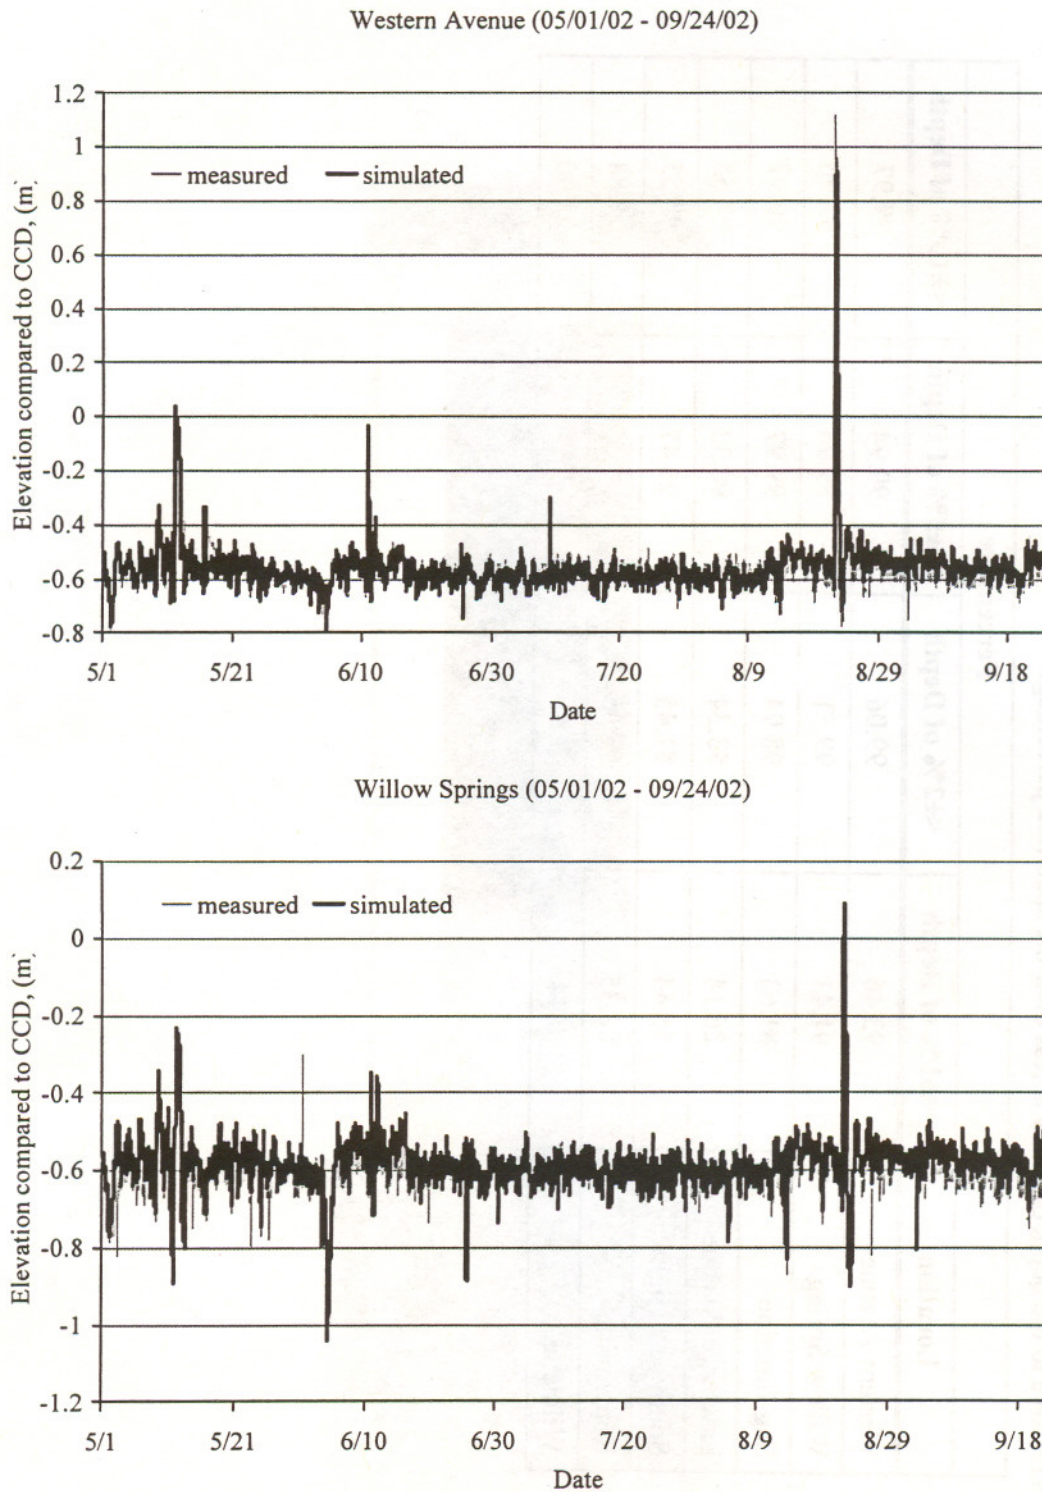 Western Avenue (05/01/02 - 09/24/02)
1.2
1
0.8
0.6
0.4
0.2
0
-0.2
-0.4
-0.6
-0.8
Elevation compared to CCD, (m)
measured simulated
5/1 5/21 6/10 6/30 7/20 8/9 8/29 9/18
Date
Willow Springs (05/01/02 - 09/24/02)
0.2
0
-0.2
-0.4
-0.6
-0.8
-1
-1.2
Elevation compared to CCD, (m)
measured simulated
5/1 5/21 6/10 6/30 7/20 8/9 8/29 9/18
Date